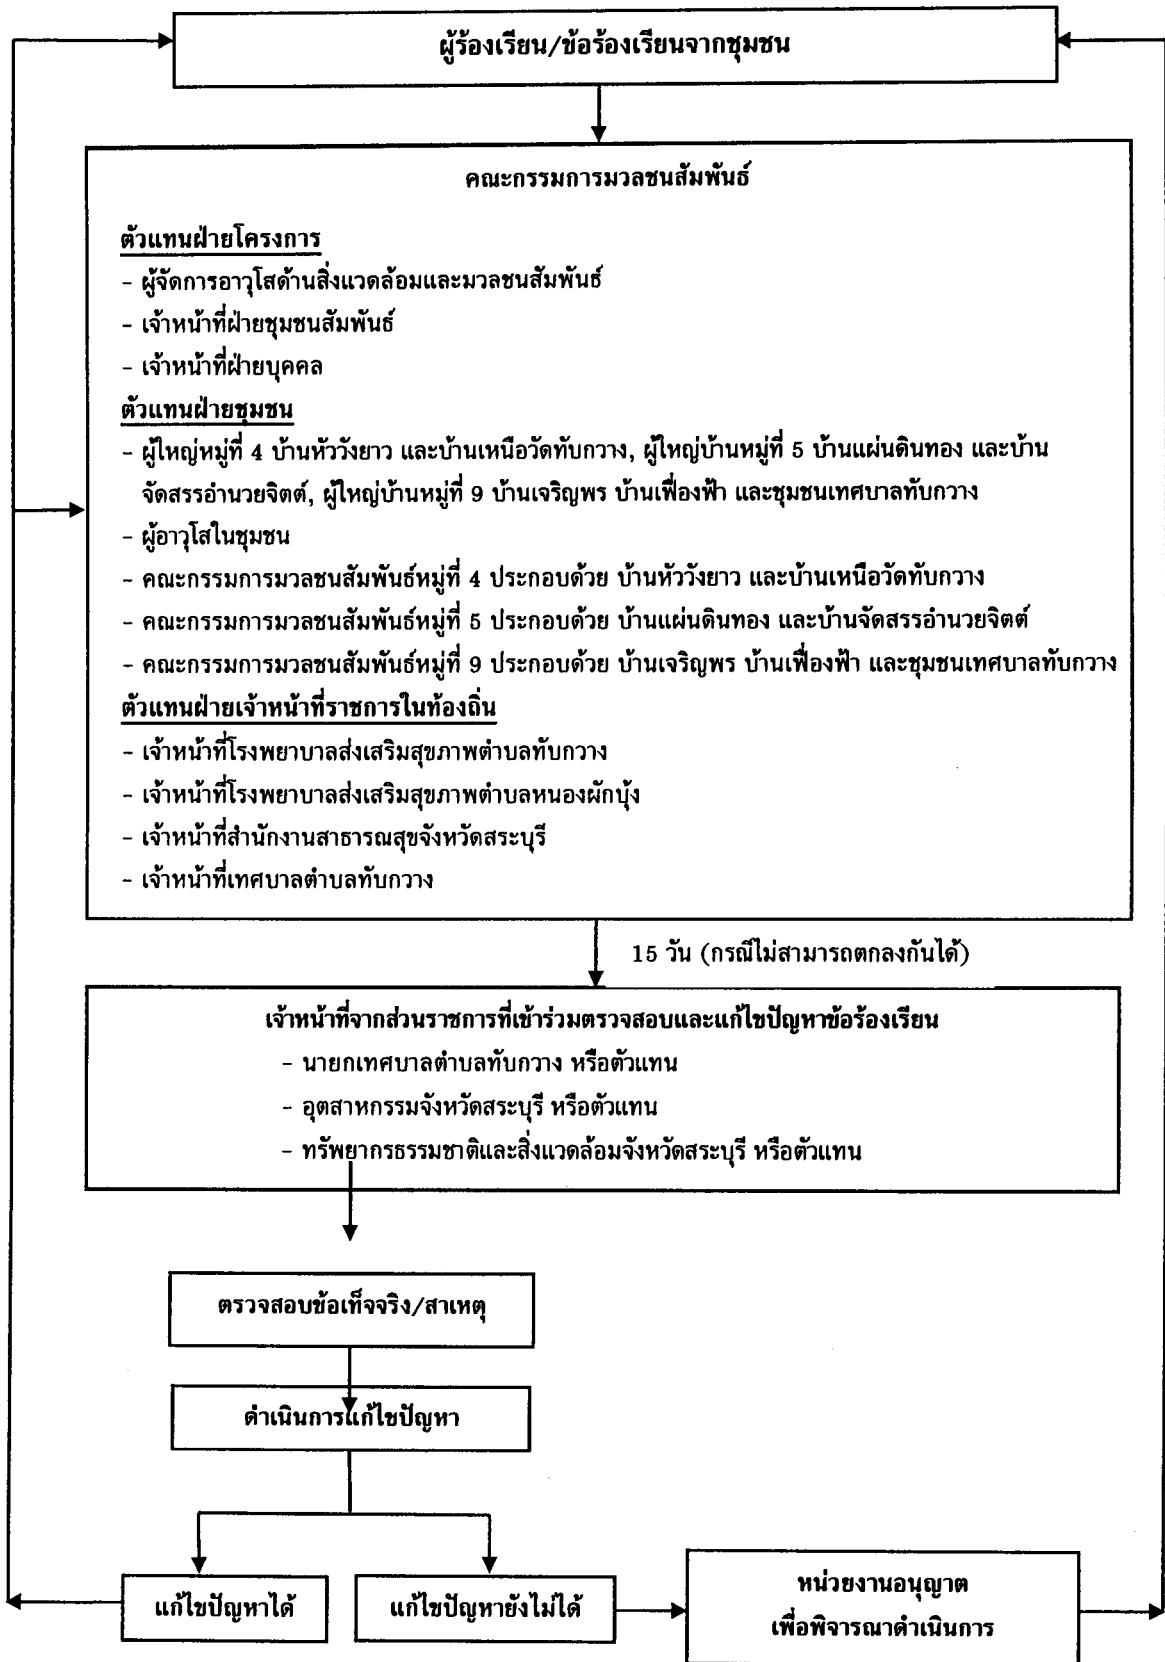 ผู้ร้องเรียน/ข้อร้องเรียนจากชุมชน
คณะกรรมการมวลชนสัมพันธ์
ตัวแทนฝ่ายโครงการ
- ผู้จัดการอาวุโสด้านสิ่งแวดล้อมและมวลชนสัมพันธ์
- เจ้าหน้าที่ฝ่ายชุมชนสัมพันธ์
- เจ้าหน้าที่ฝ่ายบุคคล
ตัวแทนฝ่ายชุมชน
- ผู้ใหญ่หมู่ที่ 4 บ้านหัววังยาว และบ้านเหนือวัดทับกวาง, ผู้ใหญ่บ้านหมู่ที่ 5 บ้านแผ่นดินทอง และบ้าน
จัดสรรอำนวยจิตต์, ผู้ใหญ่บ้านหมู่ที่ 9 บ้านเจริญพร บ้านเฟื่องฟ้า และชุมชนเทศบาลทับกวาง
- ผู้อาวุโสในชุมชน
- คณะกรรมการมวลชนสัมพันธ์หมู่ที่ 4 ประกอบด้วย บ้านหัววังยาว และบ้านเหนือวัดทับกวาง
- คณะกรรมการมวลชนสัมพันธ์หมู่ที่ 5 ประกอบด้วย บ้านแผ่นดินทอง และบ้านจัดสรรอำนวยจิตต์
- คณะกรรมการมวลชนสัมพันธ์หมู่ที่ 9 ประกอบด้วย บ้านเจริญพร บ้านเฟื่องฟ้า และชุมชนเทศบาลทับกวาง
ตัวแทนฝ่ายเจ้าหน้าที่ราชการในท้องถิ่น
- เจ้าหน้าที่โรงพยาบาลส่งเสริมสุขภาพตำบลทับกวาง
- เจ้าหน้าที่โรงพยาบาลส่งเสริมสุขภาพตำบลหนองผักบุ้ง
- เจ้าหน้าที่สำนักงานสาธารณสุขจังหวัดสระบุรี
- เจ้าหน้าที่เทศบาลตำบลทับกวาง
15 วัน (กรณีไม่สามารถตกลงกันได้)
เจ้าหน้าที่จากส่วนราชการที่เข้าร่วมตรวจสอบและแก้ไขปัญหาข้อร้องเรียน
- นายกเทศบาลตำบลทับกวาง หรือตัวแทน
- อุตสาหกรรมจังหวัดสระบุรี หรือตัวแทน
- ทรัพยากรธรรมชาติและสิ่งแวดล้อมจังหวัดสระบุรี หรือตัวแทน
ตรวจสอบข้อเท็จจริง/สาเหตุ
ดำเนินการแก้ไขปัญหา
แก้ไขปัญหาได้
แก้ไขปัญหายังไม่ได้
หน่วยงานอนุญาต
เพื่อพิจารณาดำเนินการ